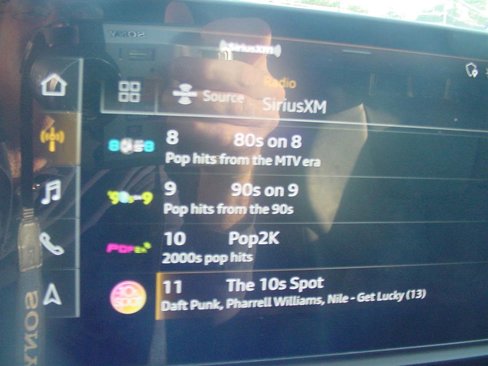 SONY
SiriusXM
Radio
Source
SiriusXM
8 80s on 8
Pop hits from the MTV era
9 90s on 9
Pop hits from the 90s
10 Pop2K
2000s pop hits
11 The 10s Spot
Daft Punk, Pharrell Williams, Nile - Get Lucky (13)
SONY